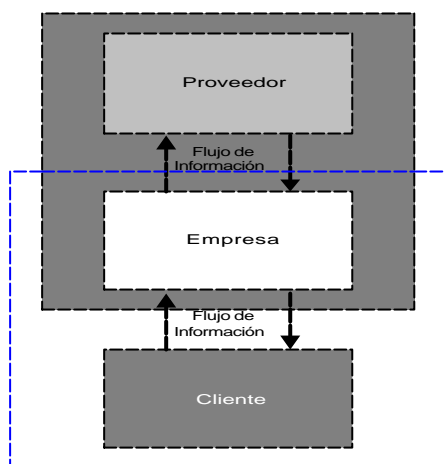 Proveedor
Flujo de
Información
Empresa
Flujo de
Información
Cliente